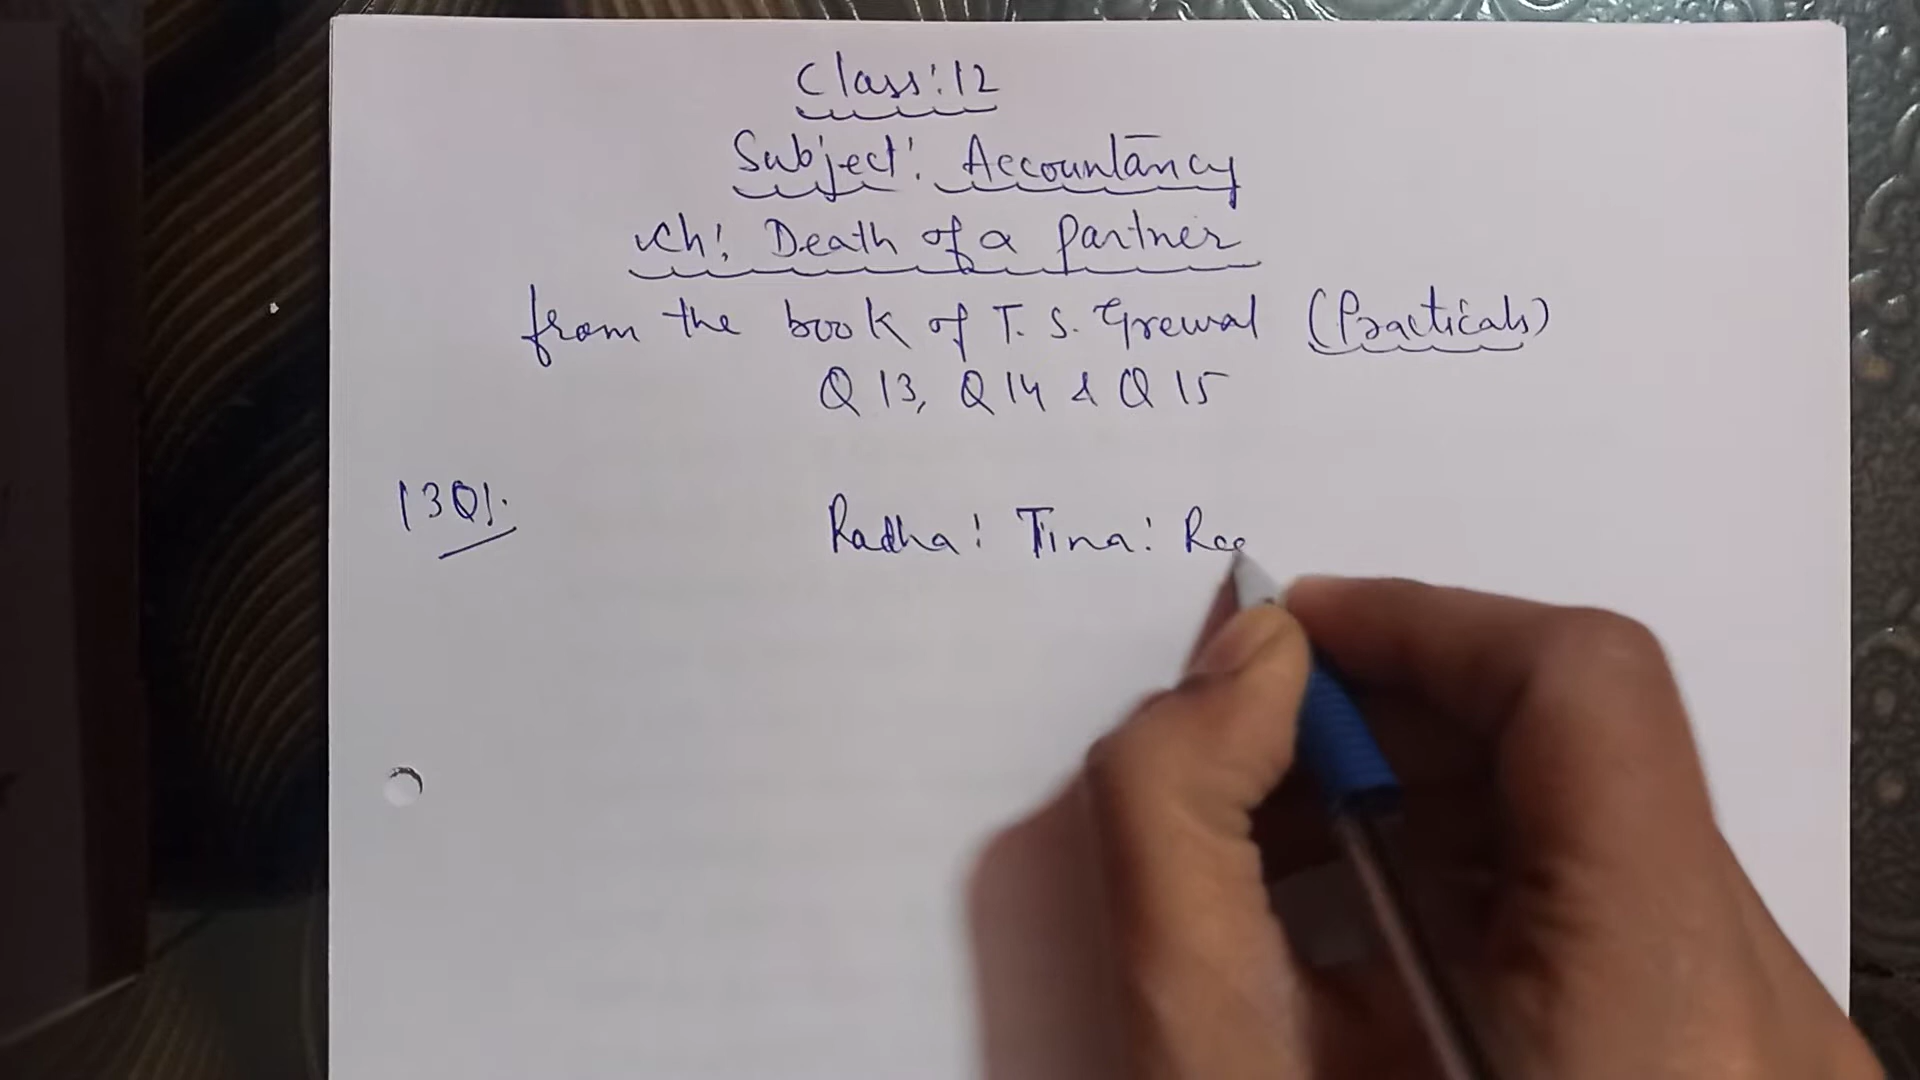 Class: 12
Subject: Accountancy
Ch: Death of a partner
from the book of T. S. Grewal (Practicals)
Q 13, Q 14 & Q 15
13Q).
Radha: Tina: Ree